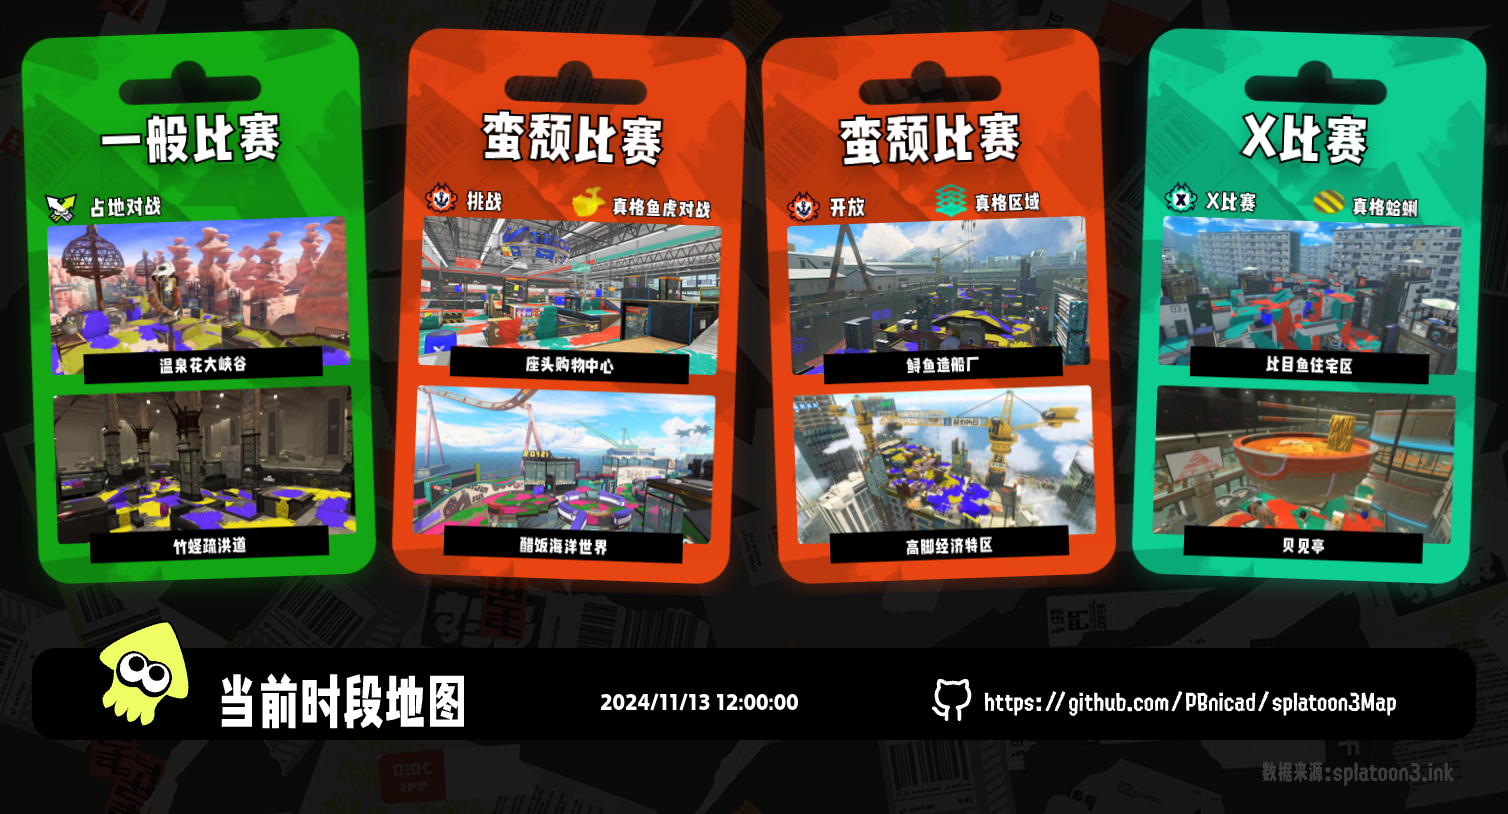 一般比赛
占地对战
温泉花大峡谷
竹蛏疏洪道
蛮颓比赛
挑战
真格鱼虎对战
座头购物中心
醋饭海洋世界
蛮颓比赛
开放
真格区域
鲟鱼造船厂
高脚经济特区
X比赛
X比赛
真格蛤蜊
比目鱼住宅区
贝见亭
当前时段地图
2024/11/13 12:00:00
https://github.com/PBnicad/splatoon3Map
数据来源:splatoon3.ink